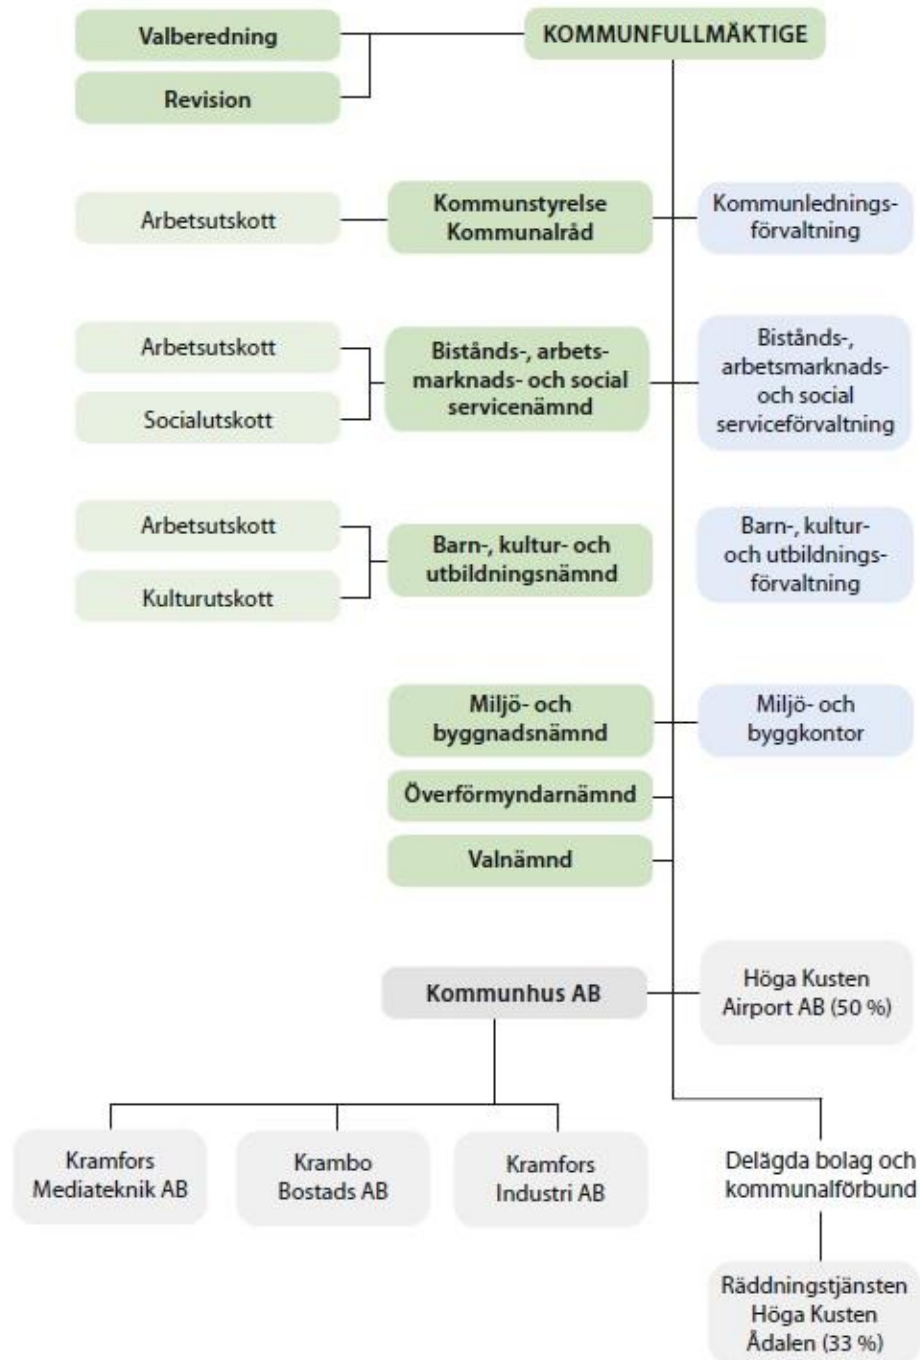 Valberedning
KOMMUNFULLMÄKTIGE
Revision
Arbetsutskott
Kommunstyrelse
Kommunalråd
Kommunlednings-
förvaltning
Arbetsutskott
Socialutskott
Bistånds-, arbets-
marknads- och social
servicenämnd
Bistånds-,
arbetsmarknads-
och social
serviceförvaltning
Arbetsutskott
Kulturutskott
Barn-, kultur- och
utbildningsnämnd
Barn-, kultur-
och utbildnings-
förvaltning
Miljö- och
byggnadsnämnd
Miljö- och
byggkontor
Överförmyndarnämnd
Valnämnd
Kommunhus AB
Höga Kusten
Airport AB (50 %)
Kramfors
Mediateknik AB
Krambo
Bostads AB
Kramfors
Industri AB
Delägda bolag och
kommunalförbund
Räddningstjänsten
Höga Kusten
Ådalen (33 %)